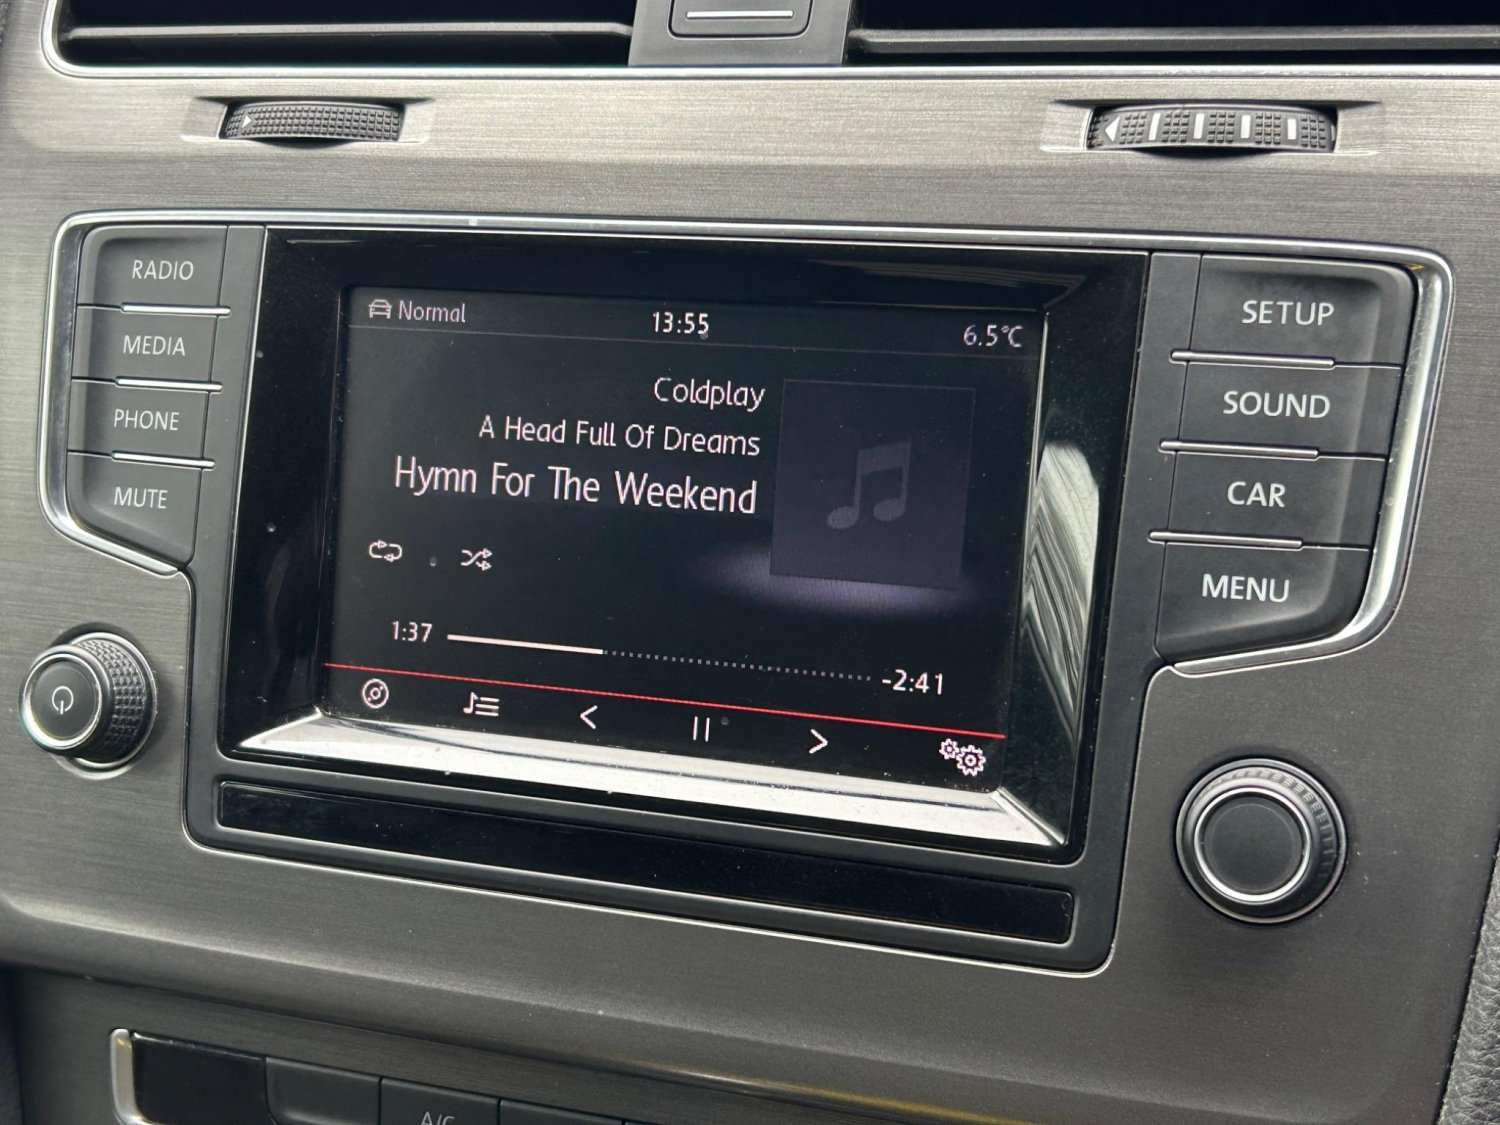 RADIO
MEDIA
PHONE
MUTE
Normal
13:55
6.5°C
Coldplay
A Head Full Of Dreams
Hymn For The Weekend
1:37
-2:41
SETUP
SOUND
CAR
MENU
A/C